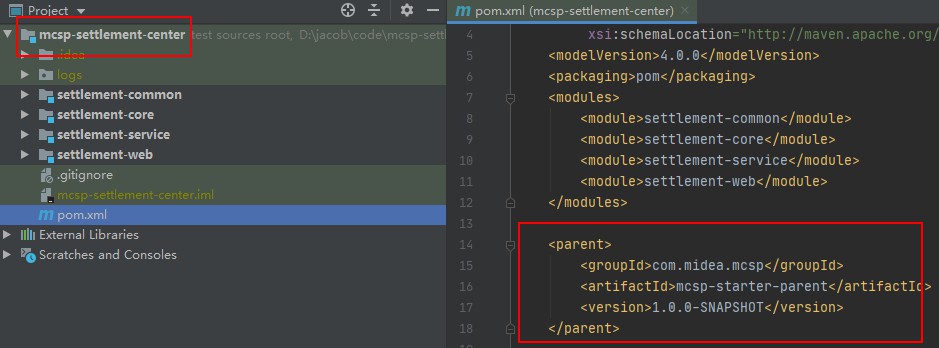 Project
pom.xml (mcsp-settlement-center)
mcsp-settlement-center test sources root, D:\jacob\code\mcsp-sett
.idea
logs
settlement-common
settlement-core
settlement-service
settlement-web
.gitignore
mcsp-settlement-center.iml
pom.xml
External Libraries
Scratches and Consoles
4 xsi:schemaLocation="http://maven.apache.org/
5 <modelVersion>4.0.0</modelVersion>
6 <packaging>pom</packaging>
7 <modules>
8 <module>settlement-common</module>
9 <module>settlement-core</module>
10 <module>settlement-service</module>
11 <module>settlement-web</module>
12 </modules>
13
14 <parent>
15 <groupId>com.midea.mcsp</groupId>
16 <artifactId>mcsp-starter-parent</artifactId>
17 <version>1.0.0-SNAPSHOT</version>
18 </parent>